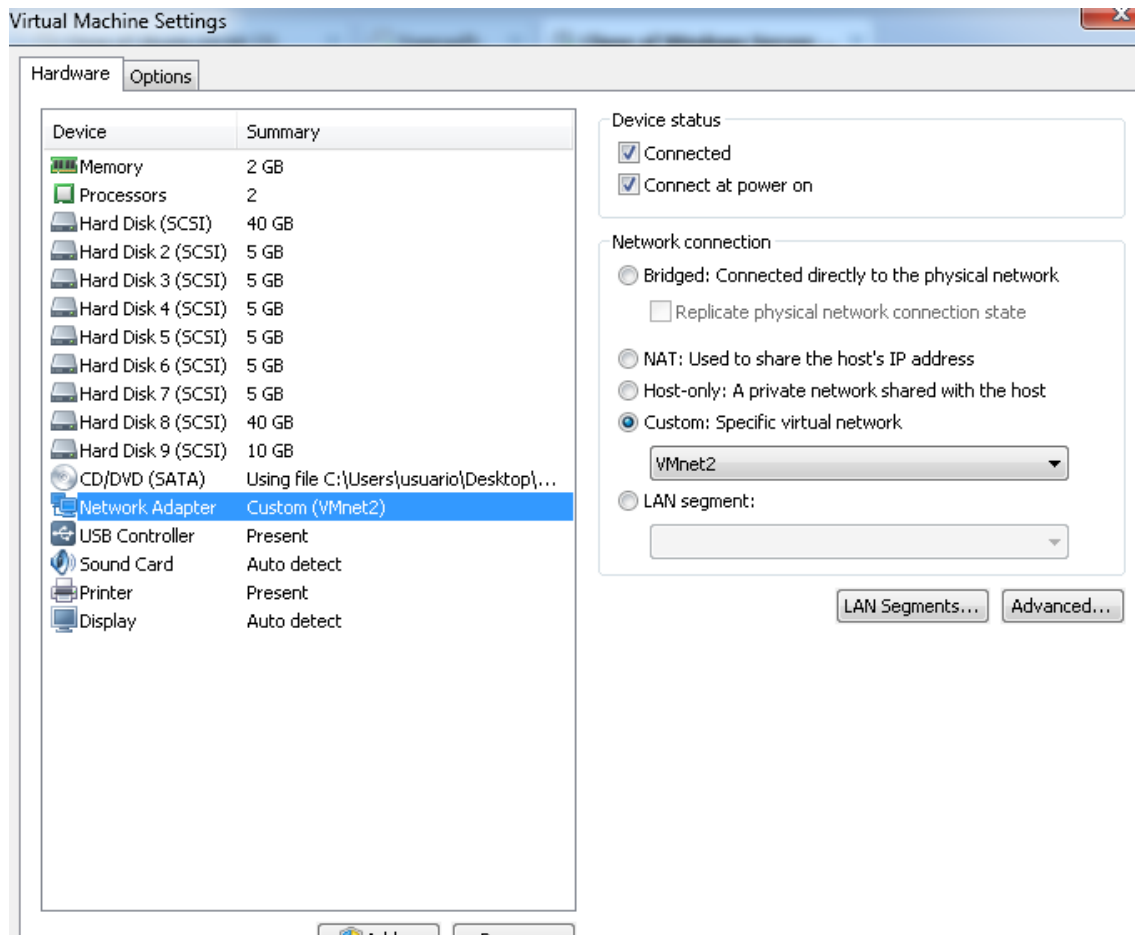 Virtual Machine Settings
Hardware Options
Device Summary
Memory 2 GB
Processors 2
Hard Disk (SCSI) 40 GB
Hard Disk 2 (SCSI) 5 GB
Hard Disk 3 (SCSI) 5 GB
Hard Disk 4 (SCSI) 5 GB
Hard Disk 5 (SCSI) 5 GB
Hard Disk 6 (SCSI) 5 GB
Hard Disk 7 (SCSI) 5 GB
Hard Disk 8 (SCSI) 40 GB
Hard Disk 9 (SCSI) 10 GB
CD/DVD (SATA) Using file C:\Users\usuario\Desktop\...
Network Adapter Custom (VMnet2)
USB Controller Present
Sound Card Auto detect
Printer Present
Display Auto detect
Device status
Connected
Connect at power on
Network connection
Bridged: Connected directly to the physical network
Replicate physical network connection state
NAT: Used to share the host's IP address
Host-only: A private network shared with the host
Custom: Specific virtual network
VMnet2
LAN segment:
LAN Segments... Advanced...